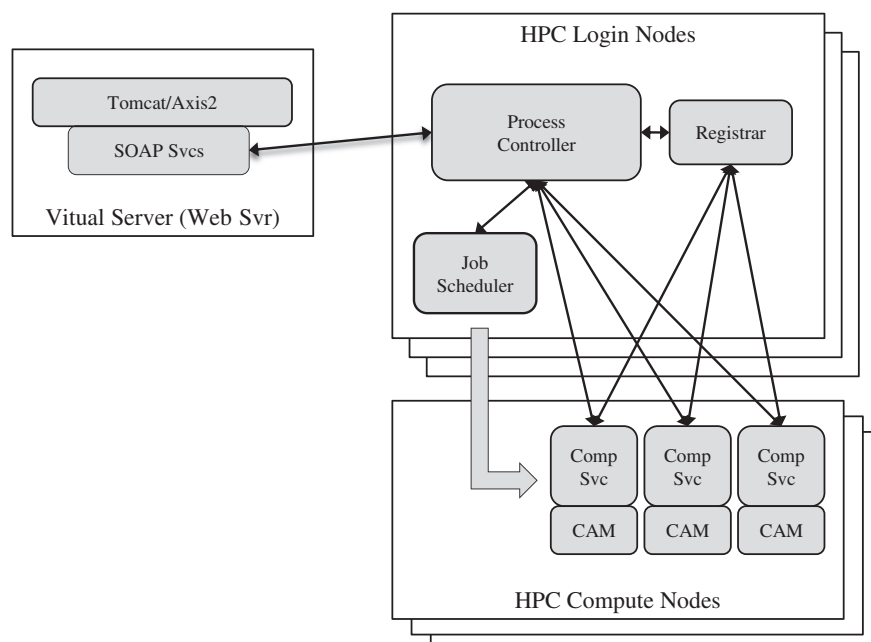 HPC Login Nodes
Tomcat/Axis2
SOAP Svcs
Vitual Server (Web Svr)
Process
Controller
Registrar
Job
Scheduler
Comp
Svc
Comp
Svc
Comp
Svc
CAM
CAM
CAM
HPC Compute Nodes